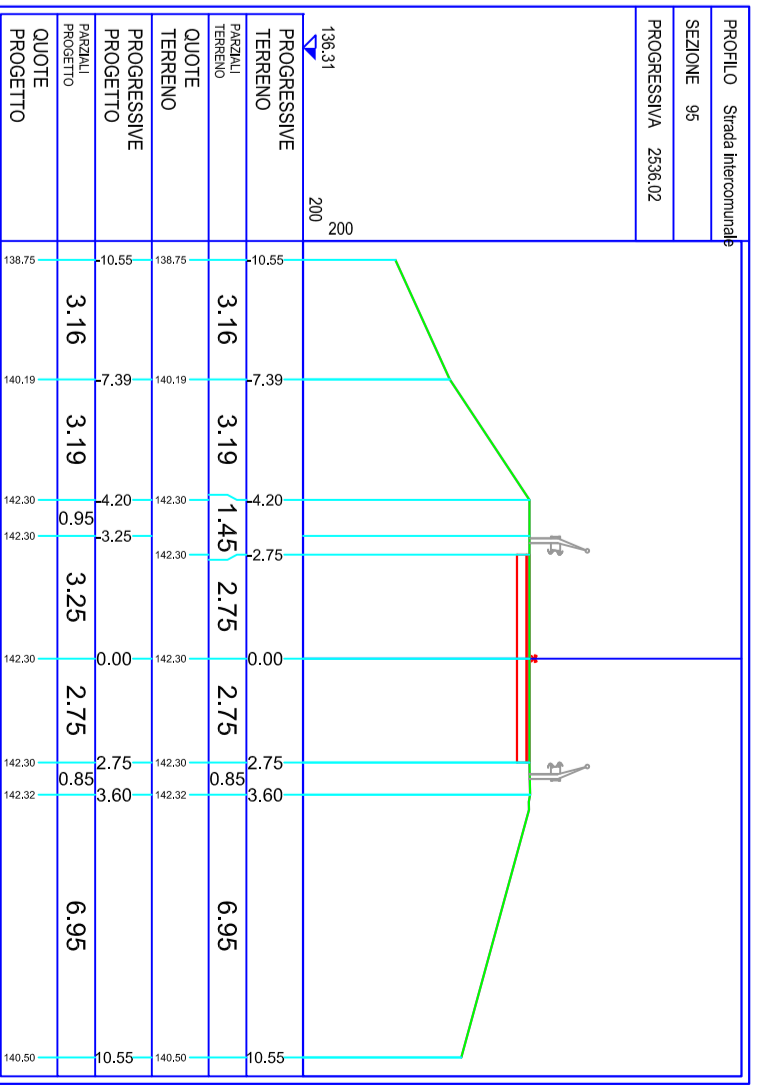 PROFILO Strada intercomunale
SEZIONE 95
PROGRESSIVA 2536.02
200
200
136.31
PROGRESSIVE TERRENO
-10.55 -7.39 -4.20 -2.75 0.00 2.75 3.60 10.55
PARZIALI TERRENO
3.16 3.19 1.45 2.75 2.75 0.85 6.95
QUOTE TERRENO
138.75 140.19 142.30 142.30 142.30 142.30 142.32 140.50
PROGRESSIVE PROGETTO
-10.55 -7.39 -4.20 -3.25 0.00 2.75 3.60 10.55
PARZIALI PROGETTO
3.16 3.19 0.95 3.25 2.75 0.85 6.95
QUOTE PROGETTO
138.75 140.19 142.30 142.30 142.30 142.30 142.32 140.50